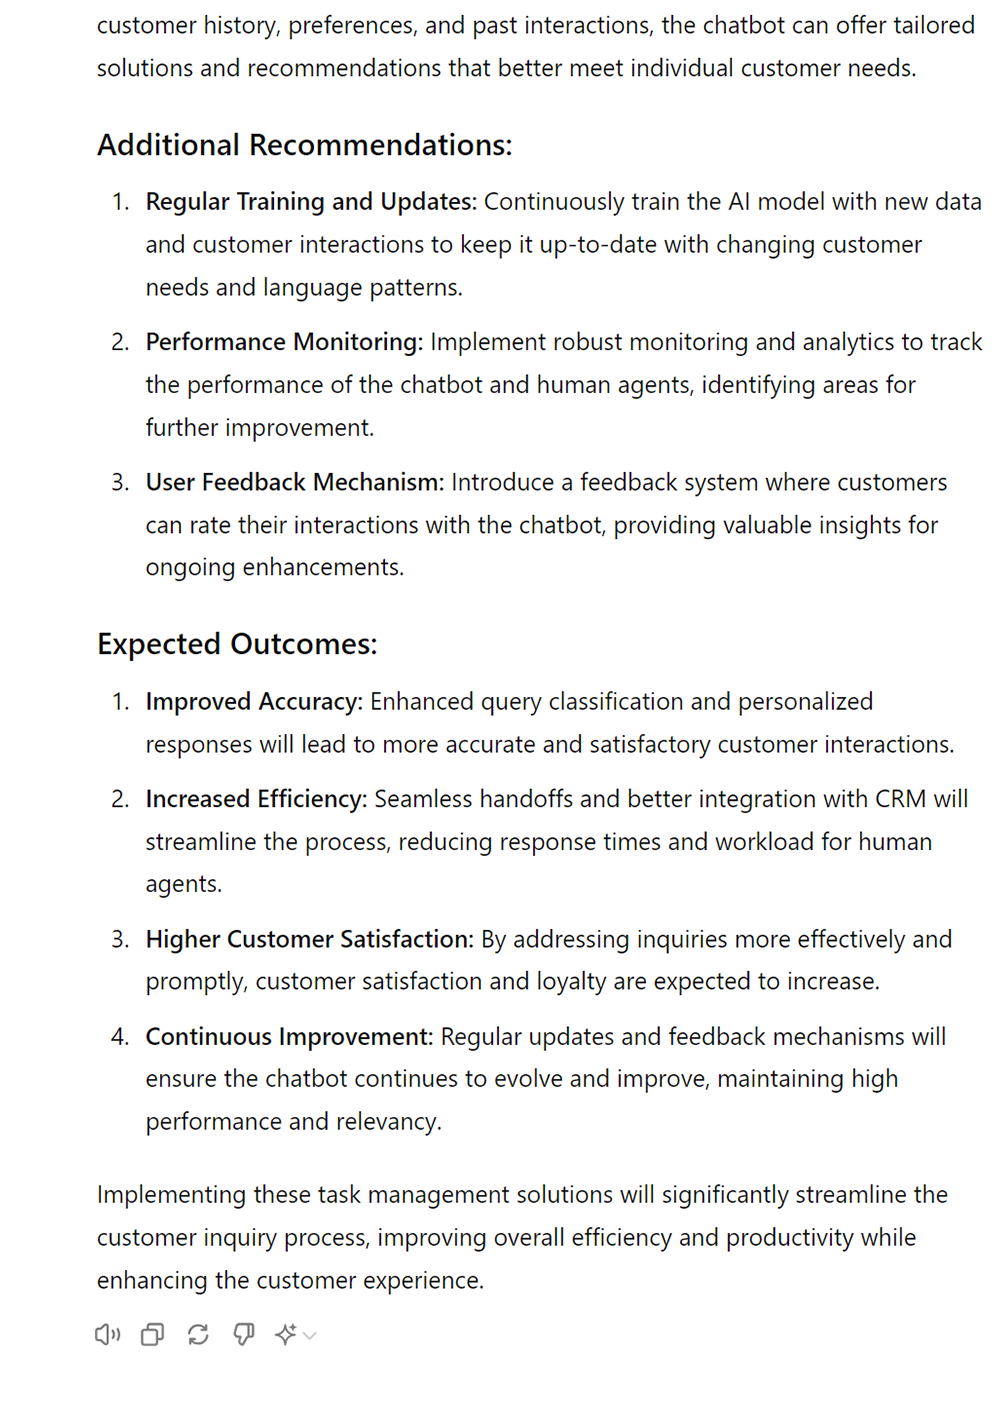 customer history, preferences, and past interactions, the chatbot can offer tailored
solutions and recommendations that better meet individual customer needs.
Additional Recommendations:
1. Regular Training and Updates: Continuously train the AI model with new data
and customer interactions to keep it up-to-date with changing customer
needs and language patterns.
2. Performance Monitoring: Implement robust monitoring and analytics to track
the performance of the chatbot and human agents, identifying areas for
further improvement.
3. User Feedback Mechanism: Introduce a feedback system where customers
can rate their interactions with the chatbot, providing valuable insights for
ongoing enhancements.
Expected Outcomes:
1. Improved Accuracy: Enhanced query classification and personalized
responses will lead to more accurate and satisfactory customer interactions.
2. Increased Efficiency: Seamless handoffs and better integration with CRM will
streamline the process, reducing response times and workload for human
agents.
3. Higher Customer Satisfaction: By addressing inquiries more effectively and
promptly, customer satisfaction and loyalty are expected to increase.
4. Continuous Improvement: Regular updates and feedback mechanisms will
ensure the chatbot continues to evolve and improve, maintaining high
performance and relevancy.
Implementing these task management solutions will significantly streamline the
customer inquiry process, improving overall efficiency and productivity while
enhancing the customer experience.